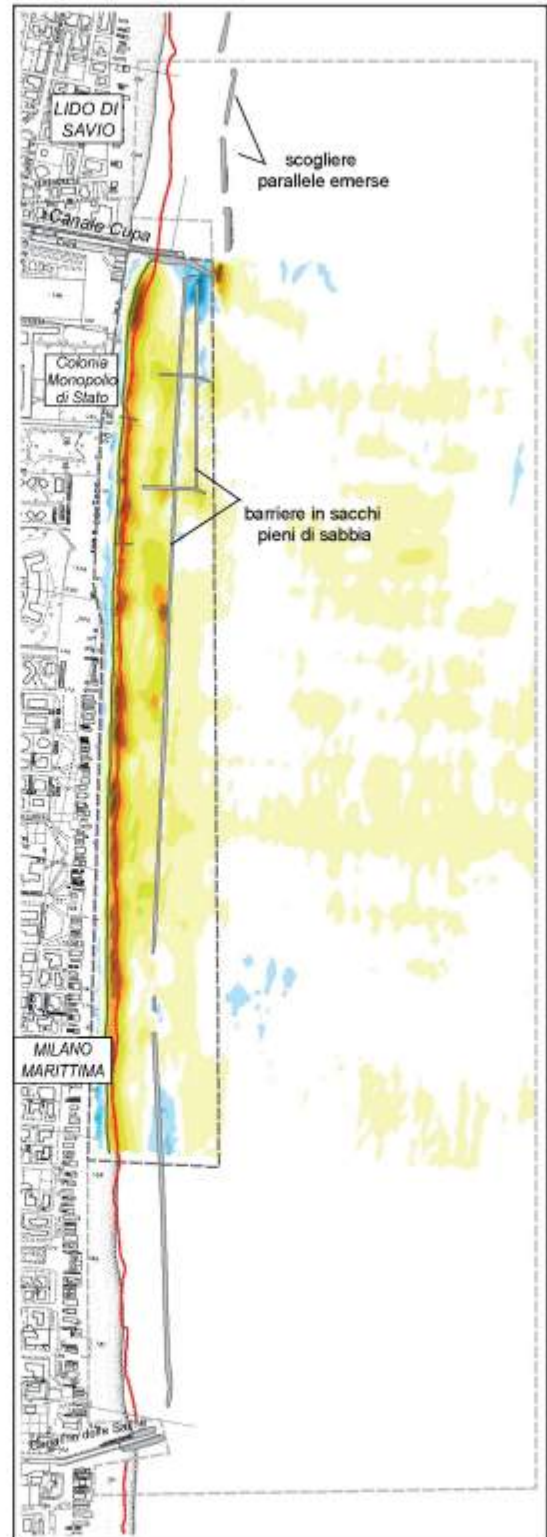 LIDO DI
SAVIO
scogliere
parallele emerse
Canale Cupa
Colonia
Monopolio
di Stato
barriere in sacchi
pieni di sabbia
MILANO
MARITTIMA